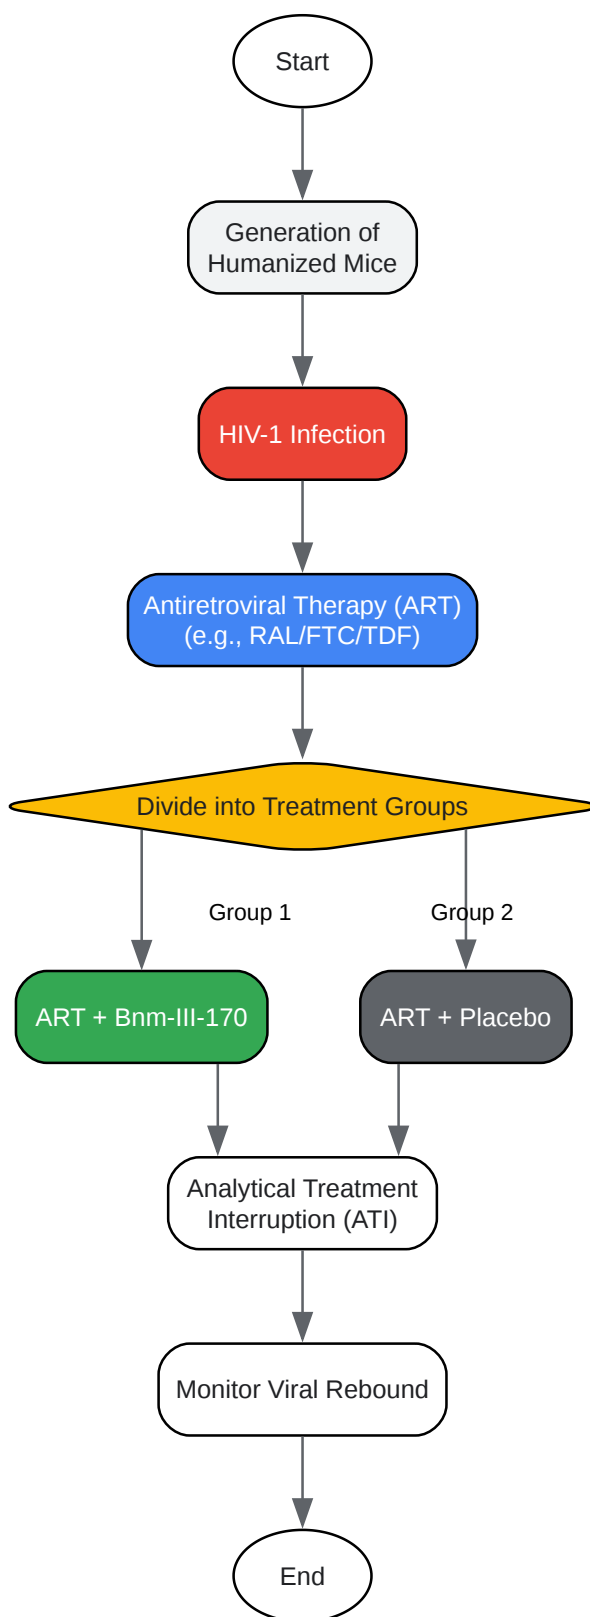 Start
Generation of
Humanized Mice
HIV-1 Infection
Antiretroviral Therapy (ART)
(e.g., RAL/FTC/TDF)
Divide into Treatment Groups
Group 1
Group 2
ART + Bnm-III-170
ART + Placebo
Analytical Treatment
Interruption (ATI)
Monitor Viral Rebound
End